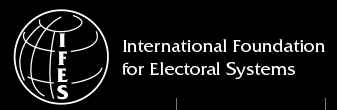 IFES
International Foundation
for Electoral Systems